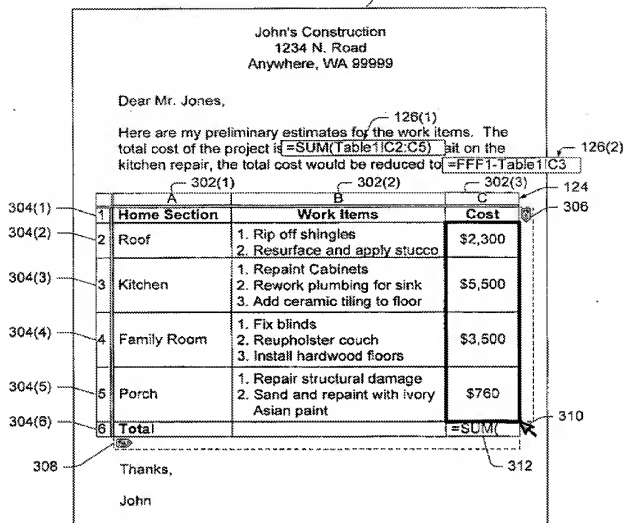 John's Construction
1234 N. Road
Anywhere, WA 99999
Dear Mr. Jones,
126(1)
Here are my preliminary estimates for the work items. The
total cost of the project is =SUM(Table1!C2:C5) ait on the
126(2)
kitchen repair, the total cost would be reduced to =FFF1-Table1!C3
302(1) 302(2) 302(3)
A B C 124
304(1) 1 Home Section Work Items Cost 306
304(2) 2 Roof 1. Rip off shingles $2,300
2. Resurface and apply stucco
304(3) 3 Kitchen 1. Repaint Cabinets $5,500
2. Rework plumbing for sink
3. Add ceramic tiling to floor
304(4) 4 Family Room 1. Fix blinds $3,500
2. Reupholster couch
3. Install hardwood floors
304(5) 5 Porch 1. Repair structural damage $760
2. Sand and repaint with ivory
Asian paint 310
304(6) 6 Total =SUM(
308 312
Thanks,
John